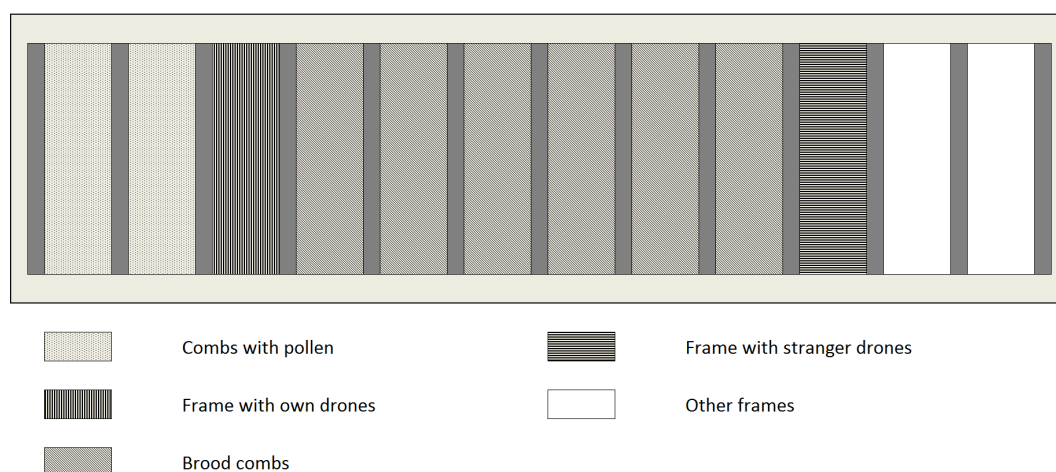 Combs with pollen
Frame with stranger drones
Frame with own drones
Other frames
Brood combs